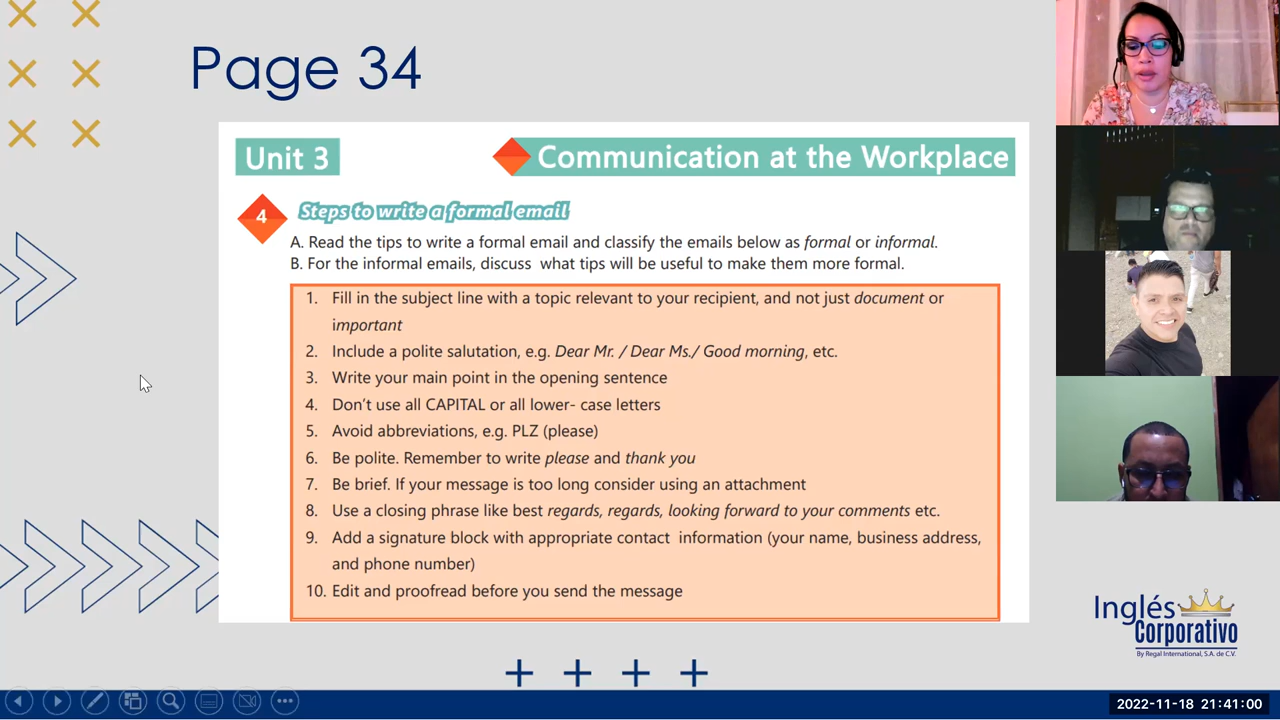 Page 34
Unit 3
Communication at the Workplace
4
Steps to write a formal email
A. Read the tips to write a formal email and classify the emails below as formal or informal.
B. For the informal emails, discuss what tips will be useful to make them more formal.
1. Fill in the subject line with a topic relevant to your recipient, and not just document or
important
2. Include a polite salutation, e.g. Dear Mr. / Dear Ms./ Good morning, etc.
3. Write your main point in the opening sentence
4. Don't use all CAPITAL or all lower- case letters
5. Avoid abbreviations, e.g. PLZ (please)
6. Be polite. Remember to write please and thank you
7. Be brief. If your message is too long consider using an attachment
8. Use a closing phrase like best regards, regards, looking forward to your comments etc.
9. Add a signature block with appropriate contact information (your name, business address,
and phone number)
10. Edit and proofread before you send the message
Inglés
Corporativo
By Regal International, S.A. de C.V.
2022-11-18 21:41:00